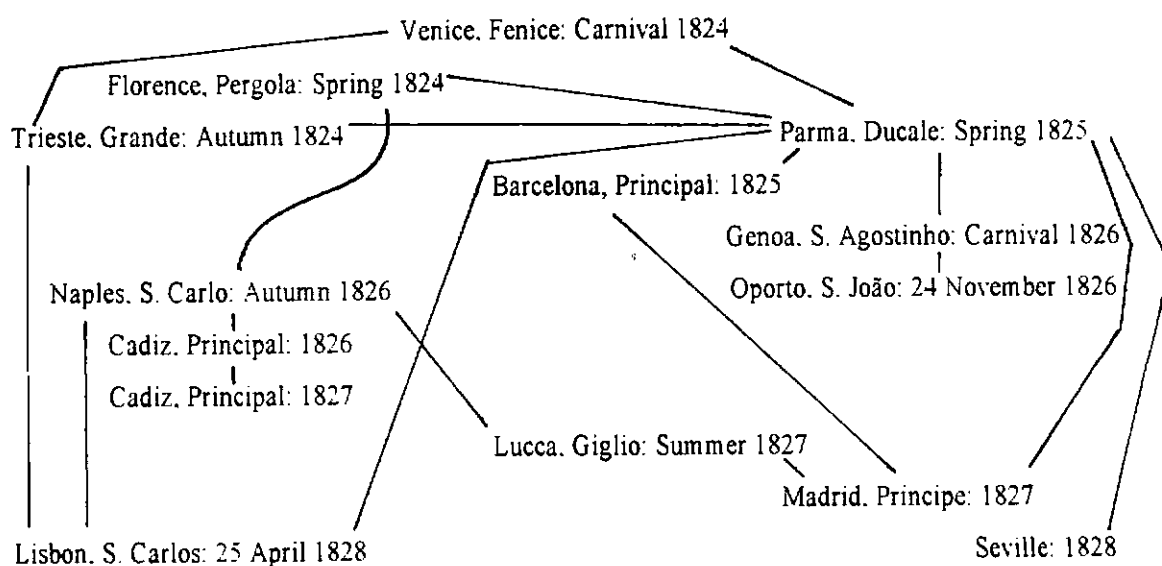 Venice. Fenice: Carnival 1824
Florence, Pergola: Spring 1824
Trieste. Grande: Autumn 1824
Parma, Ducale: Spring 1825
Barcelona, Principal: 1825
Genoa. S. Agostinho: Carnival 1826
Naples. S. Carlo: Autumn 1826
Oporto. S. João: 24 November 1826
Cadiz. Principal: 1826
Cadiz, Principal: 1827
Lucca. Giglio: Summer 1827
Madrid. Principe: 1827
Lisbon. S. Carlos: 25 April 1828
Seville: 1828